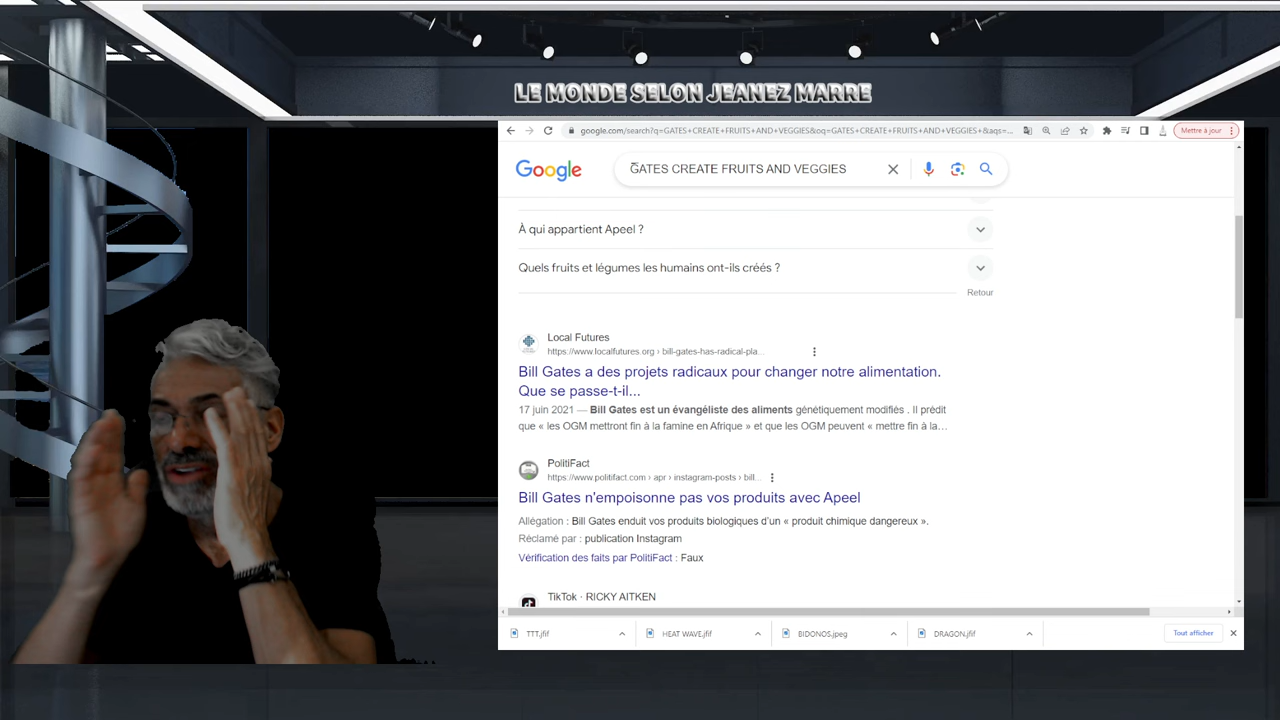 LE MONDE SELON JEANEZ MARRE
google.com/search?q=GATES+CREATE+FRUITS+AND+VEGGIES&oq=GATES+CREATE+FRUITS+AND+VEGGIES+&aqs=...
Mettre à jour
Google
GATES CREATE FRUITS AND VEGGIES
À qui appartient Apeel ?
Quels fruits et légumes les humains ont-ils créés ?
Retour
Local Futures
https://www.localfutures.org › bill-gates-has-radical-pla...
Bill Gates a des projets radicaux pour changer notre alimentation.
Que se passe-t-il...
17 juin 2021 — Bill Gates est un évangéliste des aliments génétiquement modifiés . Il prédit
que « les OGM mettront fin à la famine en Afrique » et que les OGM peuvent « mettre fin à la...
PolitiFact
https://www.politifact.com › apr › instagram-posts › bill...
Bill Gates n'empoisonne pas vos produits avec Apeel
Allégation : Bill Gates enduit vos produits biologiques d'un « produit chimique dangereux ».
Réclamé par : publication Instagram
Vérification des faits par PolitiFact : Faux
TikTok · RICKY AITKEN
TTT.jfif
HEAT WAVE.jfif
BIDONOS.jpeg
DRAGON.jfif
Tout afficher